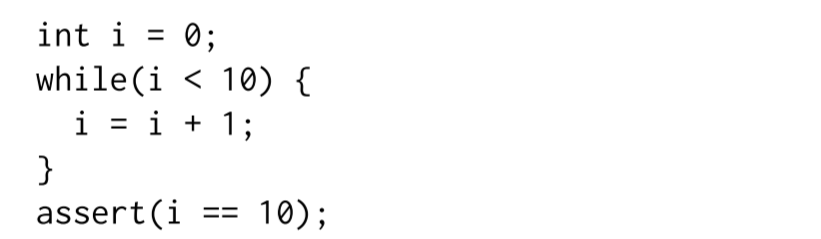 int i = 0;
while(i < 10) {
  i = i + 1;
}
assert(i == 10);